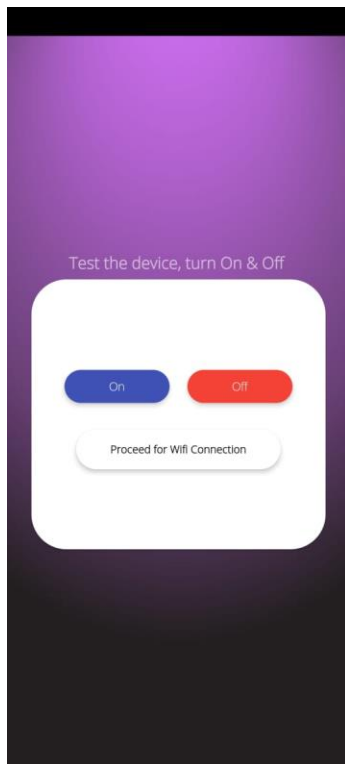 Test the device, turn On & Off
On
Off
Proceed for Wifi Connection